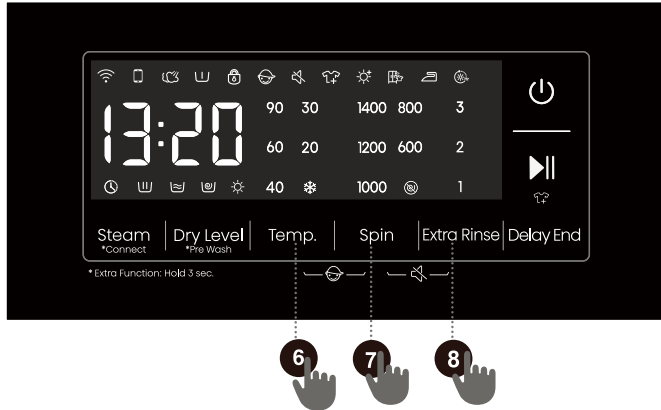 13:20
90 30 1400 800 3
60 20 1200 600 2
40 1000 1
Steam Dry Level Temp. Spin Extra Rinse Delay End
*Connect *Pre Wash
* Extra Function: Hold 3 sec.
6 7 8